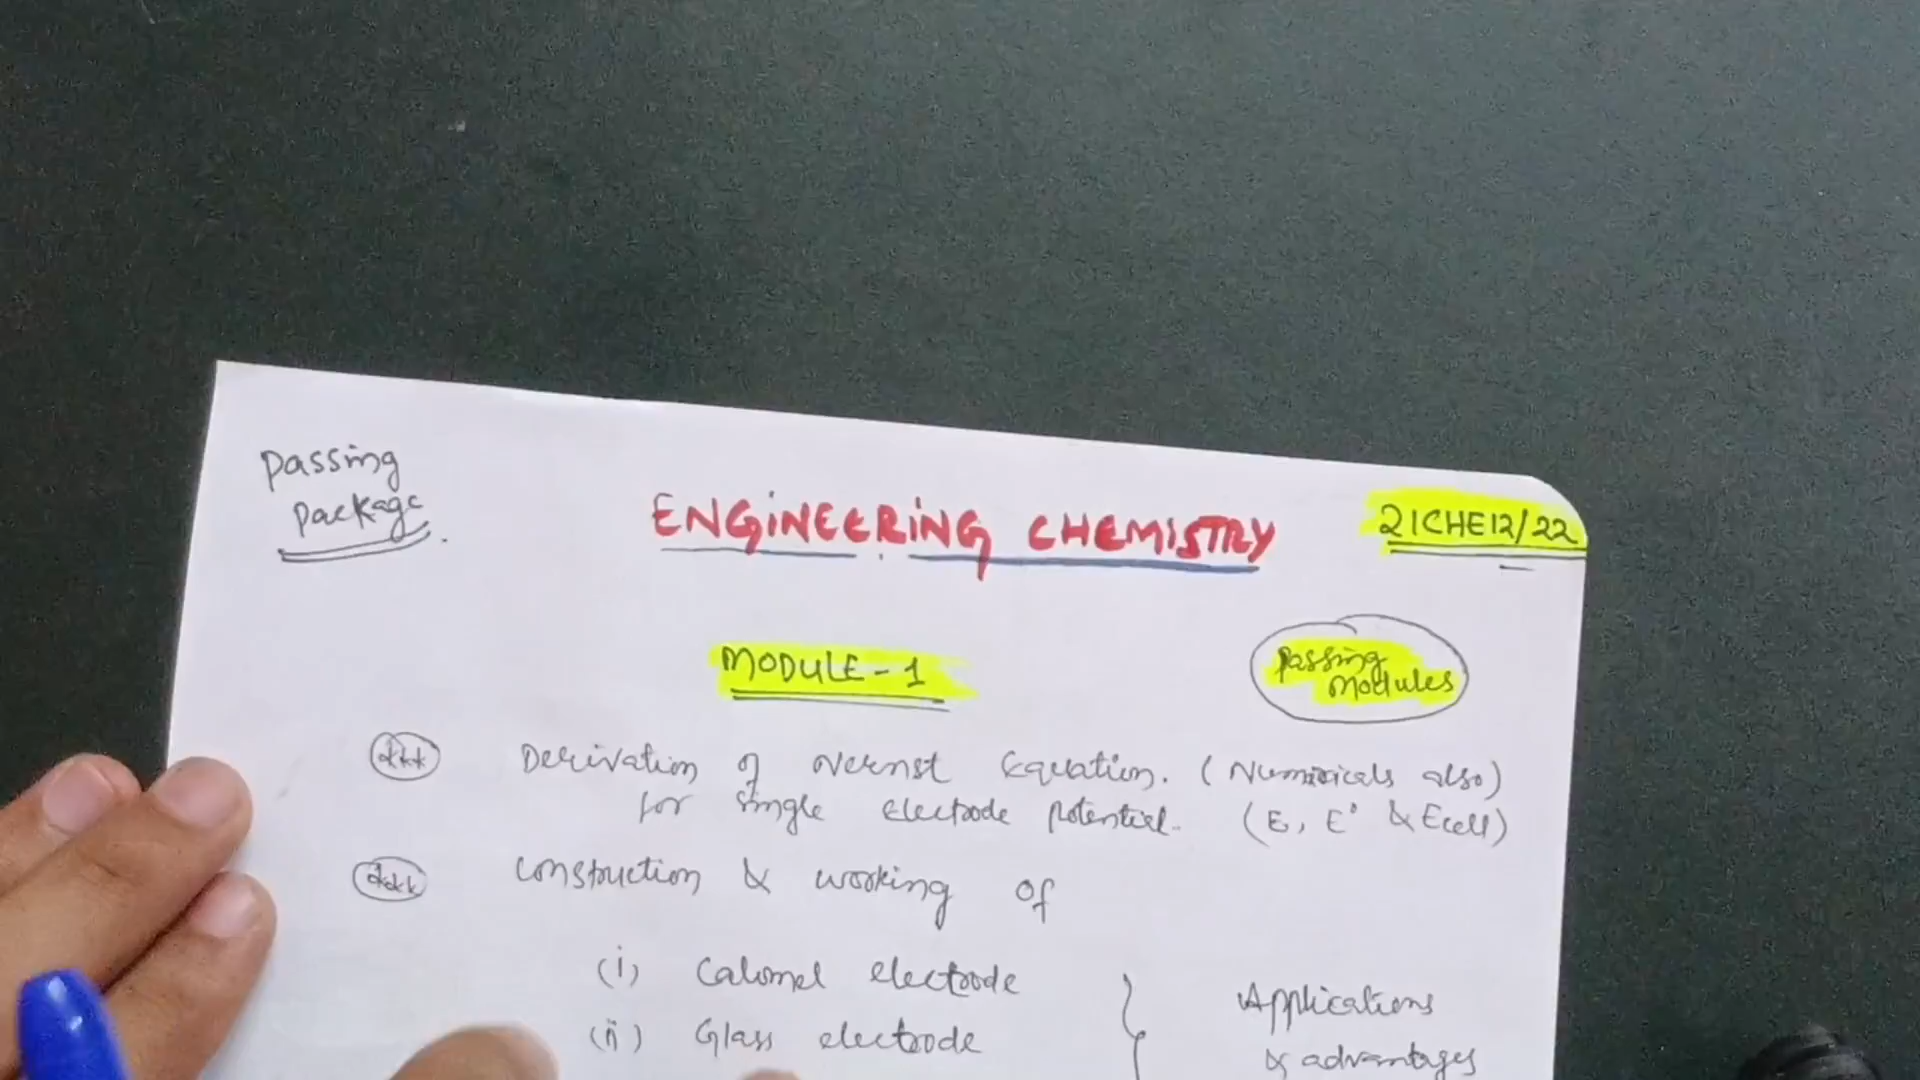 Passing
Package.
ENGINEERING CHEMISTRY
21CHE12/22
MODULE-1
Passing
Modules
*** Derivation of Nernst Equation. (Numericals also)
for single electrode potential. (E, E° & Ecell)
*** construction & working of
(i) Calomel electrode
(ii) Glass electrode
Applications
& advantages